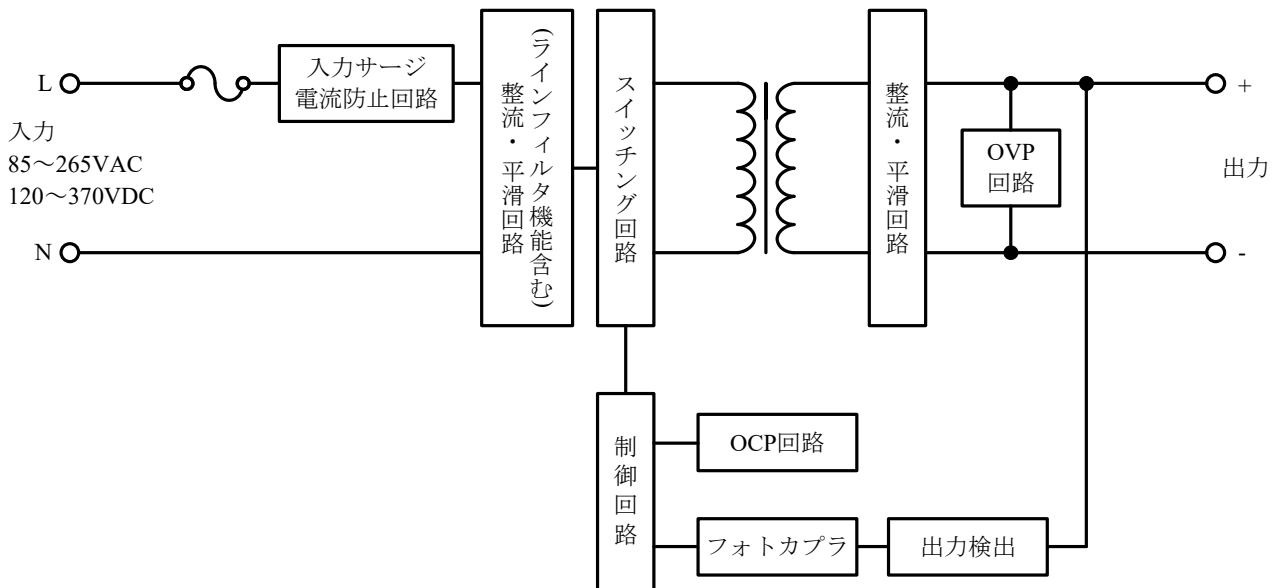 L
入力サージ
電流防止回路
整流・平滑回路
(ラインフィルタ機能含む)
スイッチング回路
整流・平滑回路
OVP
回路
+
出力
-
入力
85～265VAC
120～370VDC
N
制御回路
OCP回路
フォトカプラ
出力検出